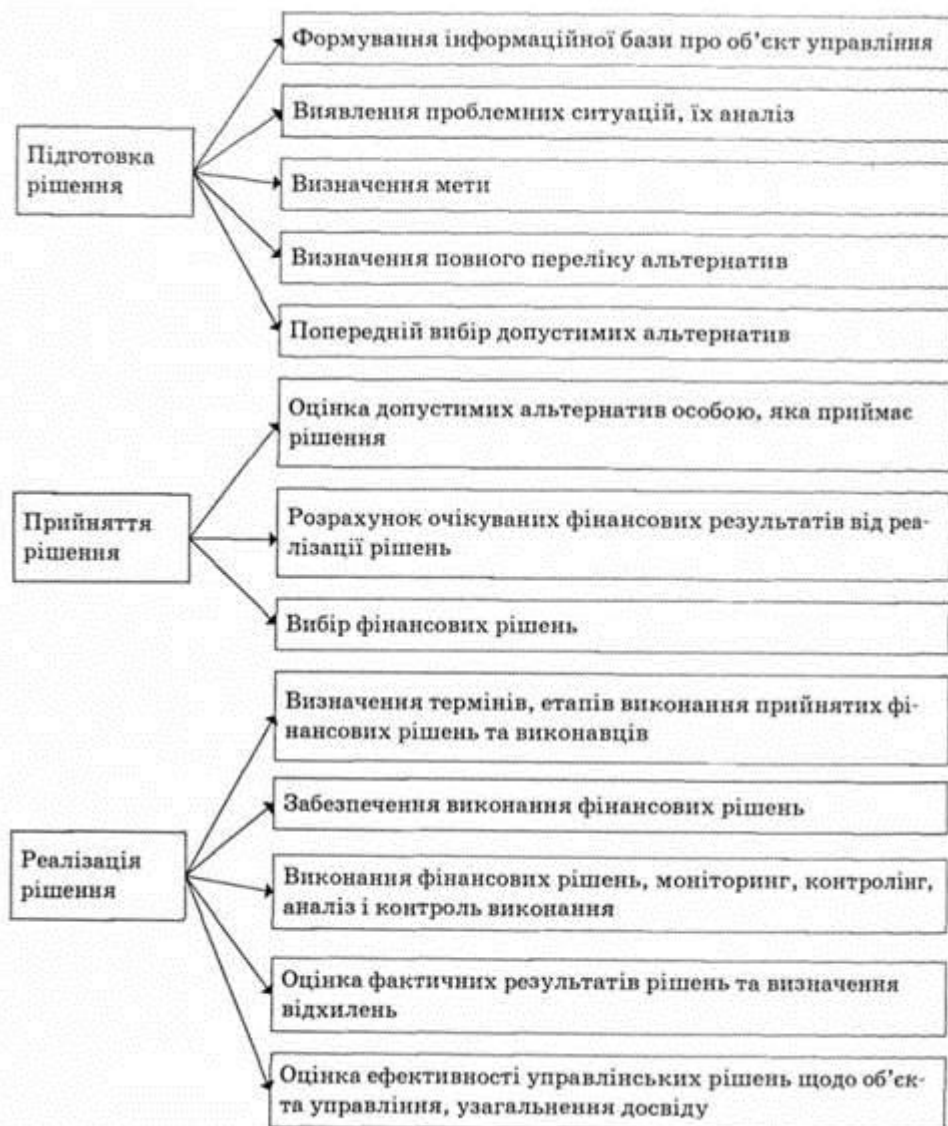 Підготовка
рішення
Формування інформаційної бази про об'єкт управління
Виявлення проблемних ситуацій, їх аналіз
Визначення мети
Визначення повного переліку альтернатив
Попередній вибір допустимих альтернатив
Прийняття
рішення
Оцінка допустимих альтернатив особою, яка приймає
рішення
Розрахунок очікуваних фінансових результатів від реа-
лізації рішень
Вибір фінансових рішень
Реалізація
рішення
Визначення термінів, етапів виконання прийнятих фі-
нансових рішень та виконавців
Забезпечення виконання фінансових рішень
Виконання фінансових рішень, моніторинг, контролінг,
аналіз і контроль виконання
Оцінка фактичних результатів рішень та визначення
відхилень
Оцінка ефективності управлінських рішень щодо об'єк-
та управління, узагальнення досвіду